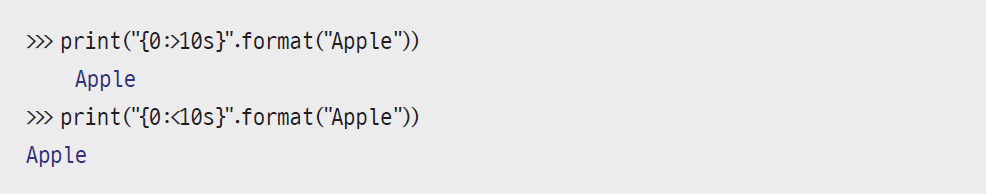 >>> print("{0:>10s}".format("Apple"))
     Apple
>>> print("{0:<10s}".format("Apple"))
Apple